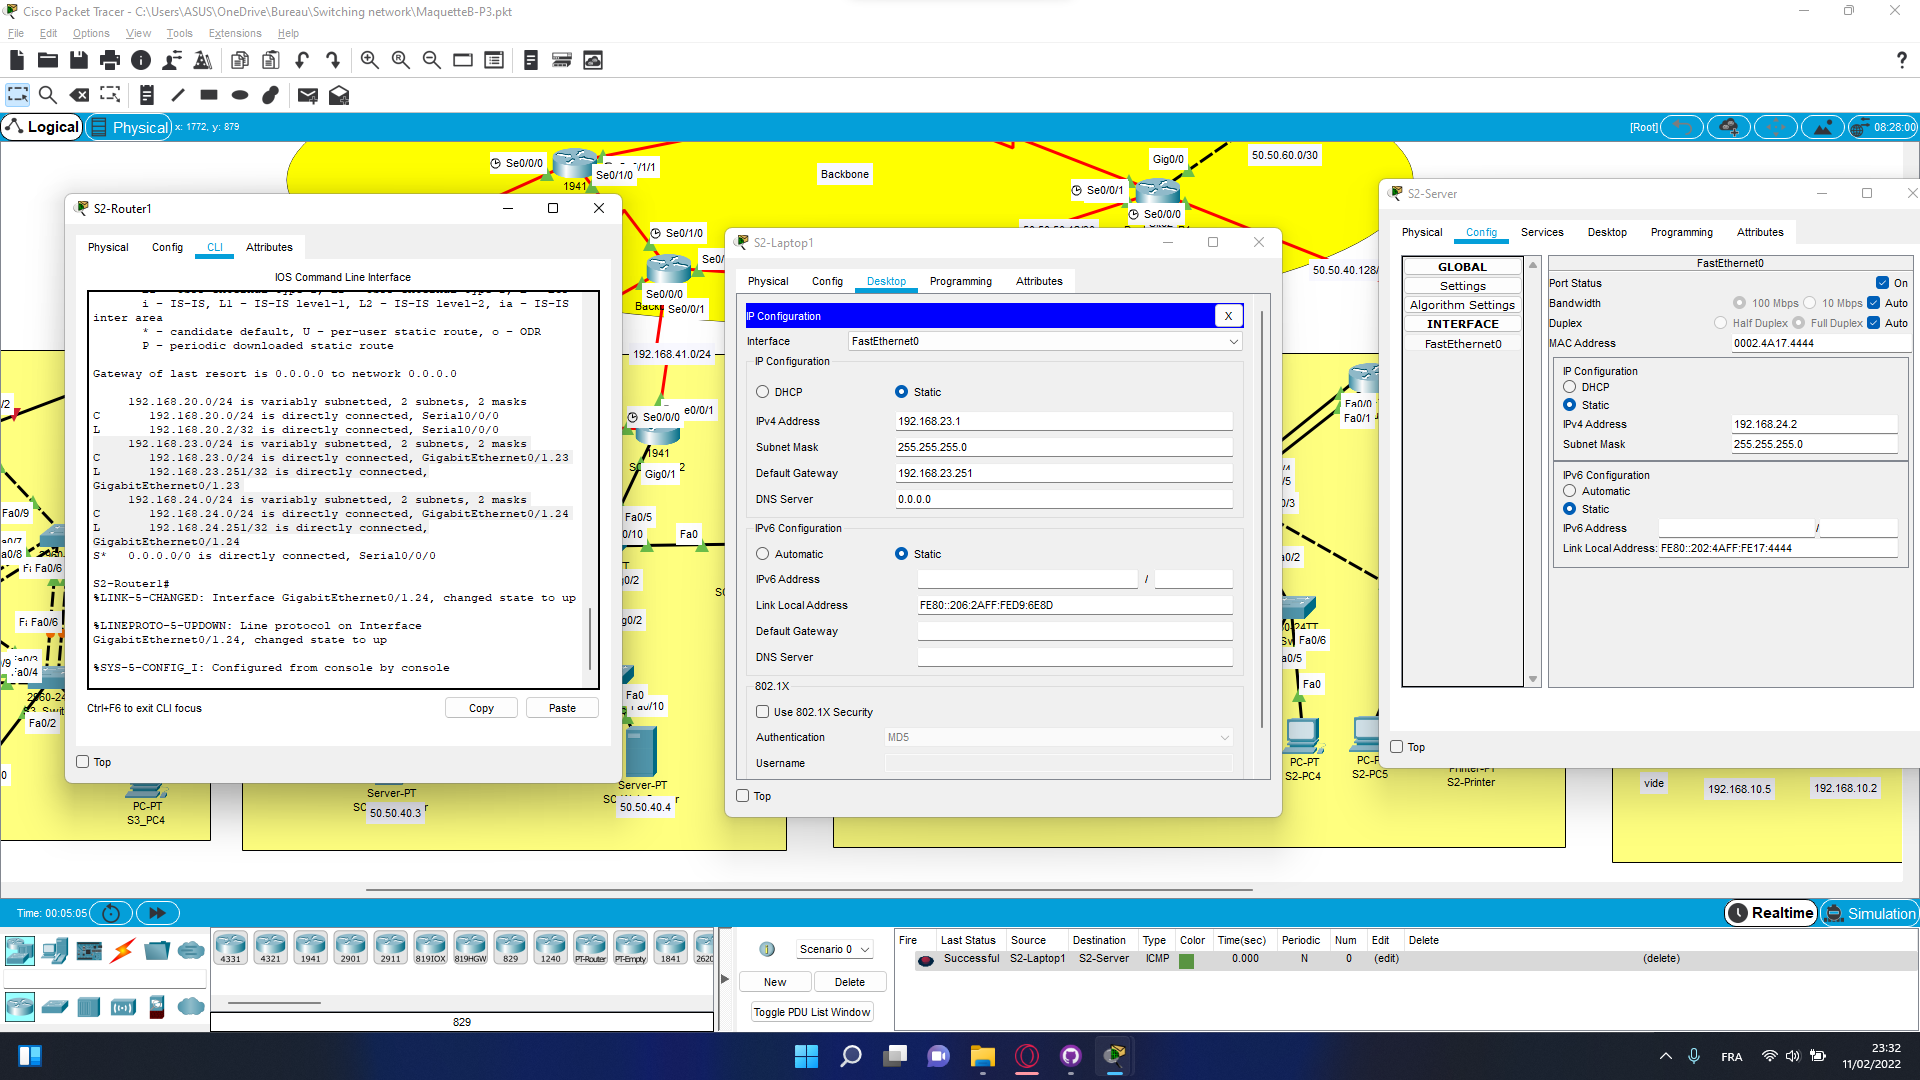 Cisco Packet Tracer - C:\Users\ASUS\OneDrive\Bureau\Switching network\MaquetteB-P3.pkt
File Edit Options View Tools Extensions Help
Logical Physical x: 1772, y: 879
[Root] 08:28:00
Se0/0/0
Se0/1/0
1941
Backbone
Gig0/0
50.50.60.0/30
Se0/0/1
Se0/0/0
Se0/1/0
Se0/0/0
Se0/0/1
50.50.40.128/
192.168.41.0/24
Se0/0/0
1941
Gig0/1
Fa0/5
Fa0
Fa0/0
Fa0/1
Fa0/9
Fa0/6
Fa0/6
Fa0/2
Fa0/6
Fa0
Fa0
S2-Router1
Physical Config CLI Attributes
IOS Command Line Interface
i - IS-IS, L1 - IS-IS level-1, L2 - IS-IS level-2, ia - IS-IS
inter area
* - candidate default, U - per-user static route, o - ODR
P - periodic downloaded static route
Gateway of last resort is 0.0.0.0 to network 0.0.0.0
192.168.20.0/24 is variably subnetted, 2 subnets, 2 masks
C 192.168.20.0/24 is directly connected, Serial0/0/0
L 192.168.20.2/32 is directly connected, Serial0/0/0
192.168.23.0/24 is variably subnetted, 2 subnets, 2 masks
C 192.168.23.0/24 is directly connected, GigabitEthernet0/1.23
L 192.168.23.251/32 is directly connected,
GigabitEthernet0/1.23
192.168.24.0/24 is variably subnetted, 2 subnets, 2 masks
C 192.168.24.0/24 is directly connected, GigabitEthernet0/1.24
L 192.168.24.251/32 is directly connected,
GigabitEthernet0/1.24
S* 0.0.0.0/0 is directly connected, Serial0/0/0
S2-Router1#
%LINK-5-CHANGED: Interface GigabitEthernet0/1.24, changed state to up
%LINEPROTO-5-UPDOWN: Line protocol on Interface
GigabitEthernet0/1.24, changed state to up
%SYS-5-CONFIG_I: Configured from console by console
Ctrl+F6 to exit CLI focus
Copy Paste
Top
S2-Laptop1
Physical Config Desktop Programming Attributes
IP Configuration X
Interface FastEthernet0
IP Configuration
DHCP Static
IPv4 Address 192.168.23.1
Subnet Mask 255.255.255.0
Default Gateway 192.168.23.251
DNS Server 0.0.0.0
IPv6 Configuration
Automatic Static
IPv6 Address /
Link Local Address FE80::206:2AFF:FED9:6E8D
Default Gateway
DNS Server
802.1X
Use 802.1X Security
Authentication MD5
Username
Top
S2-Server
Physical Config Services Desktop Programming Attributes
GLOBAL
Settings
Algorithm Settings
INTERFACE
FastEthernet0
FastEthernet0
Port Status On
Bandwidth 100 Mbps 10 Mbps Auto
Duplex Half Duplex Full Duplex Auto
MAC Address 0002.4A17.4444
IP Configuration
DHCP
Static
IPv4 Address 192.168.24.2
Subnet Mask 255.255.255.0
IPv6 Configuration
Automatic
Static
IPv6 Address /
Link Local Address: FE80::202:4AFF:FE17:4444
Top
PC-PT
S3_PC4
Server-PT
50.50.40.3
Server-PT
50.50.40.4
PC-PT
S2-PC4
S2-PC5
S2-Printer
vide
192.168.10.5
192.168.10.2
Time: 00:05:05
Realtime Simulation
4331 4321 1941 2901 2911 819IOX 819HGW 829 1240 PT-Router PT-Empty 1841 2620
829
Scenario 0
New Delete
Toggle PDU List Window
Fire Last Status Source Destination Type Color Time(sec) Periodic Num Edit Delete
Successful S2-Laptop1 S2-Server ICMP 0.000 N 0 (edit) (delete)
FRA
23:32
11/02/2022